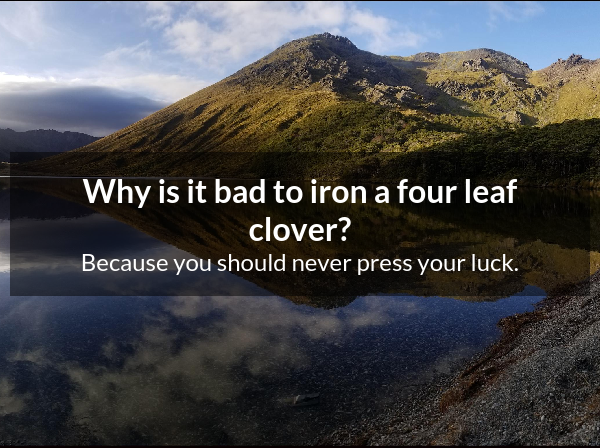 Why is it bad to iron a four leaf
clover?
Because you should never press your luck.